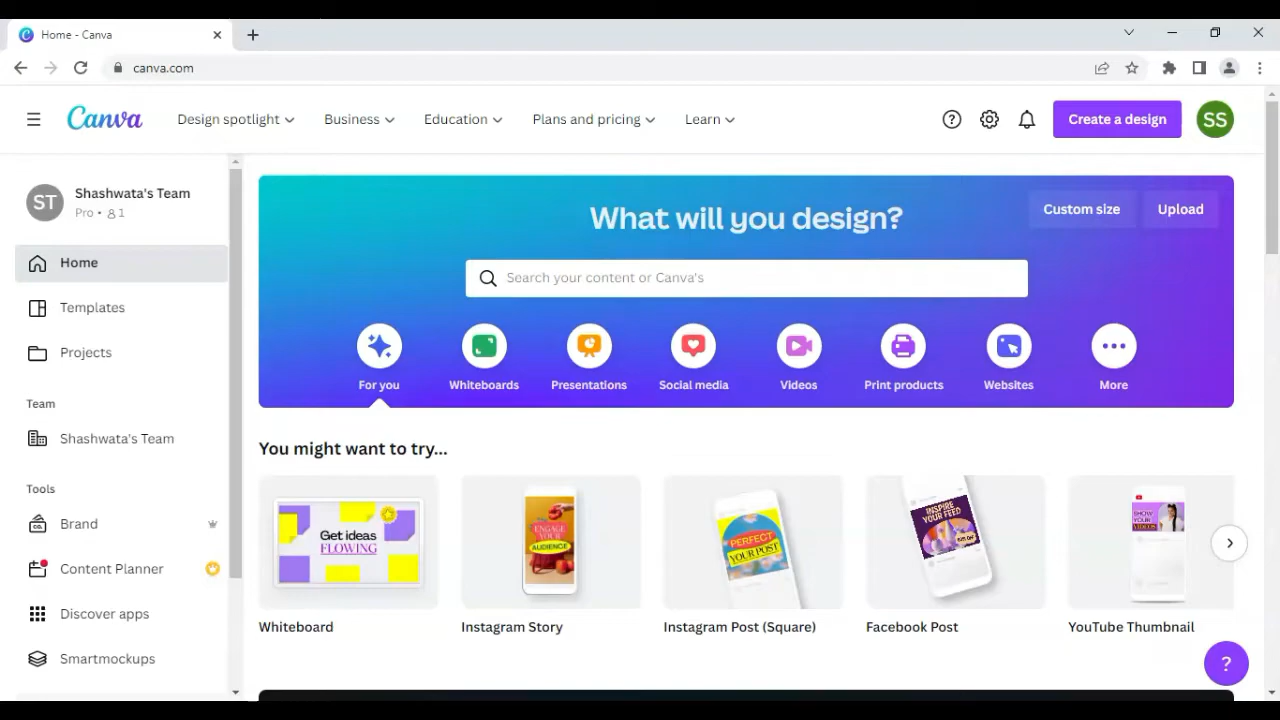 Home - Canva
canva.com
Canva
Design spotlight
Business
Education
Plans and pricing
Learn
Create a design
SS
ST
Shashwata's Team
Pro • 1
Home
Templates
Projects
Team
Shashwata's Team
Tools
Brand
Content Planner
Discover apps
Smartmockups
What will you design?
Custom size
Upload
Search your content or Canva's
For you
Whiteboards
Presentations
Social media
Videos
Print products
Websites
More
You might want to try...
Get ideas
FLOWING
ENGAGE
YOUR
AUDIENCE
PERFECT
YOUR POST
INSPIRE
YOUR FEED
SHOW
YOUR
VIDEOS
Whiteboard
Instagram Story
Instagram Post (Square)
Facebook Post
YouTube Thumbnail
?